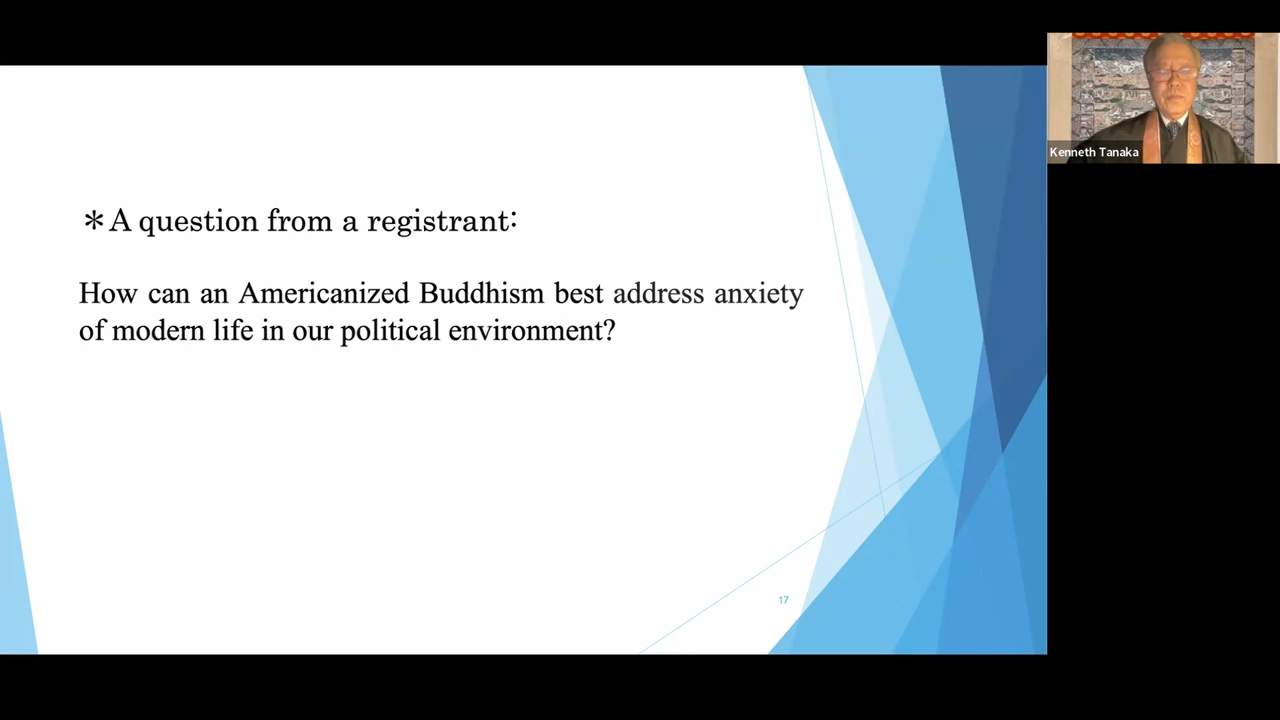 ＊A question from a registrant:
How can an Americanized Buddhism best address anxiety
of modern life in our political environment?
17
Kenneth Tanaka